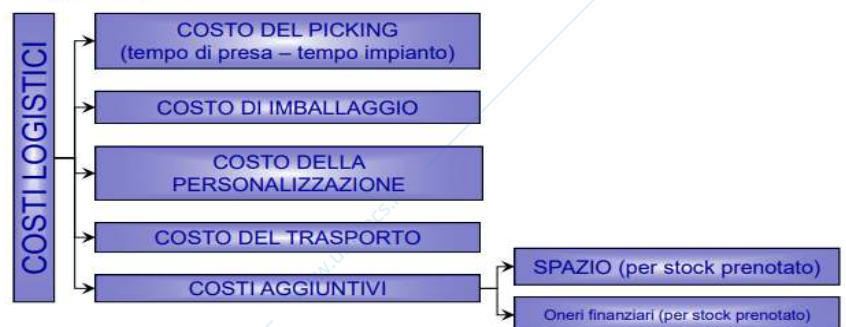 COSTI LOGISTICI
COSTO DEL PICKING
(tempo di presa – tempo impianto)
COSTO DI IMBALLAGGIO
COSTO DELLA
PERSONALIZZAZIONE
COSTO DEL TRASPORTO
COSTI AGGIUNTIVI
SPAZIO (per stock prenotato)
Oneri finanziari (per stock prenotato)